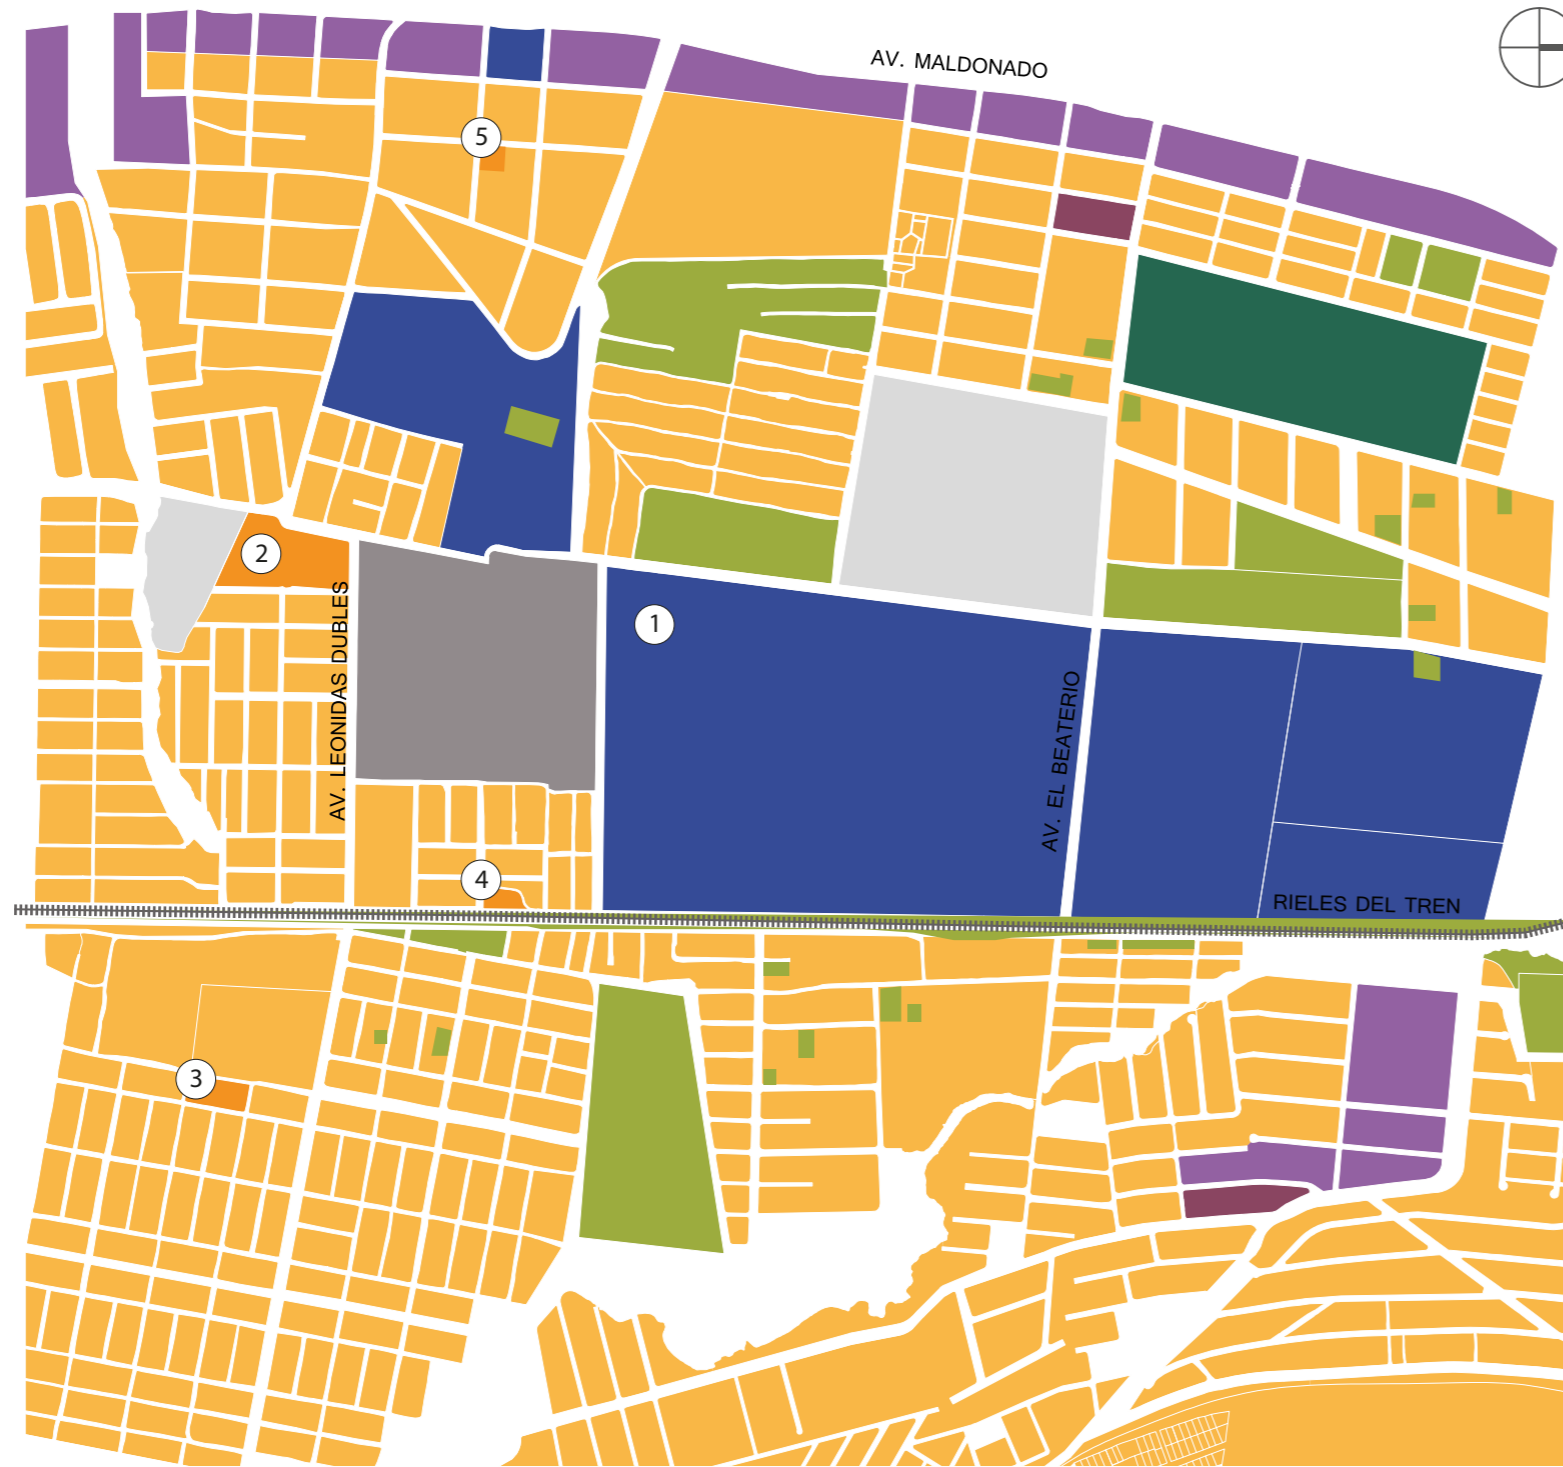 AV. MALDONADO
5
2
AV. LEONIDAS DUBLES
1
AV. EL BEATERIO
4
RIELES DEL TREN
3